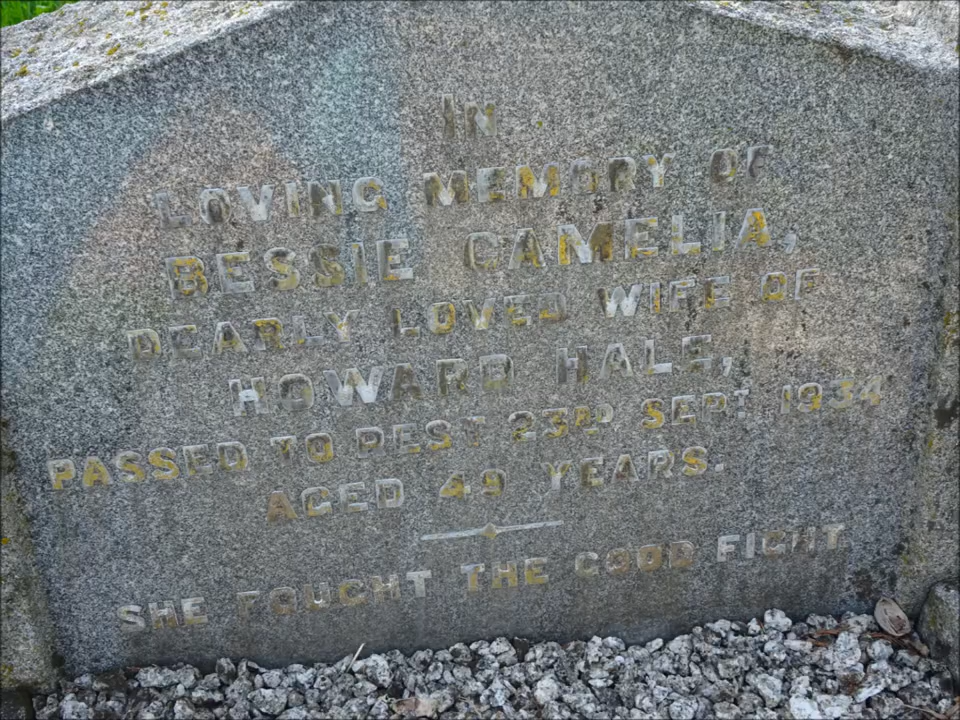 IN
LOVING MEMORY OF
BESSIE CAMELIA,
DEARLY LOVED WIFE OF
HOWARD HALE,
PASSED TO REST 23RD SEPT 1934
AGED 49 YEARS.
SHE FOUGHT THE GOOD FIGHT.